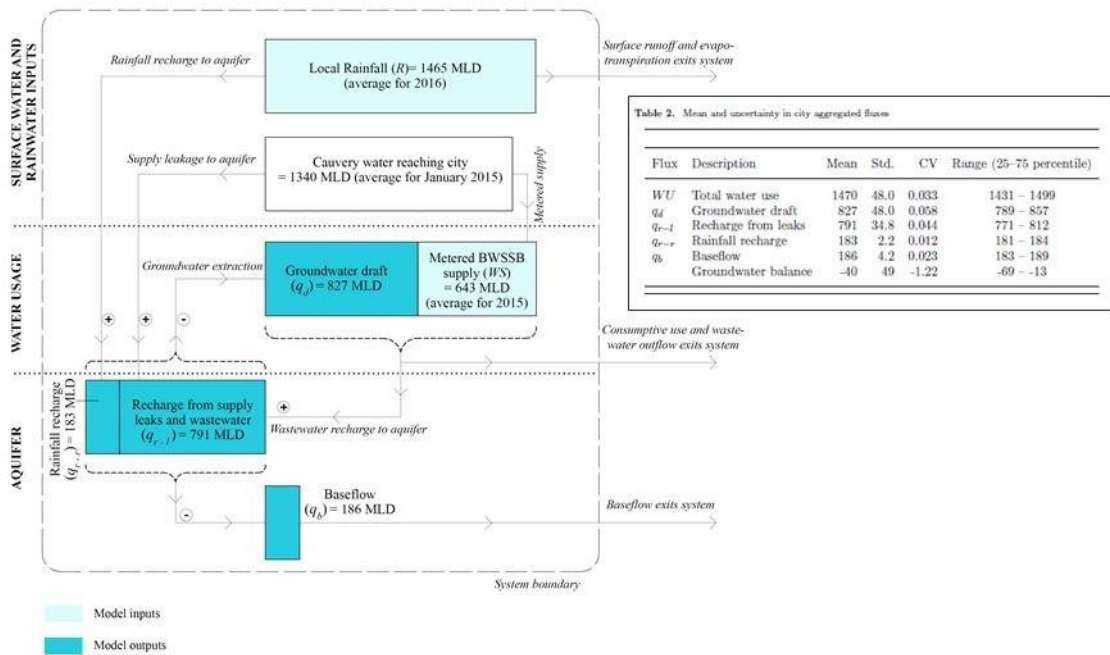 SURFACE WATER AND
RAINWATER INPUTS
Rainfall recharge to aquifer
Local Rainfall (R)= 1465 MLD
(average for 2016)
Surface runoff and evapo-
transpiration exits system
Supply leakage to aquifer
Cauvery water reaching city
= 1340 MLD (average for January 2015)
Metered supply
WATER USAGE
Groundwater extraction
Groundwater draft
(q_d) = 827 MLD
Metered BWSSB
supply (WS)
= 643 MLD
(average for 2015)
+
+
-
Consumptive use and waste-
water outflow exits system
AQUIFER
Rainfall recharge
(q_r-r) = 183 MLD
Recharge from supply
leaks and wastewater
(q_r-l) = 791 MLD
+
Wastewater recharge to aquifer
-
Baseflow
(q_b) = 186 MLD
Baseflow exits system
System boundary
Model inputs
Model outputs
Table 2. Mean and uncertainty in city aggregated fluxes
Flux Description Mean Std. CV Range (25–75 percentile)
WU Total water use 1470 48.0 0.033 1431 – 1499
q_d Groundwater draft 827 48.0 0.058 789 – 857
q_r-l Recharge from leaks 791 34.8 0.044 771 – 812
q_r-r Rainfall recharge 183 2.2 0.012 181 – 184
q_b Baseflow 186 4.2 0.023 183 – 189
Groundwater balance -40 49 -1.22 -69 – -13